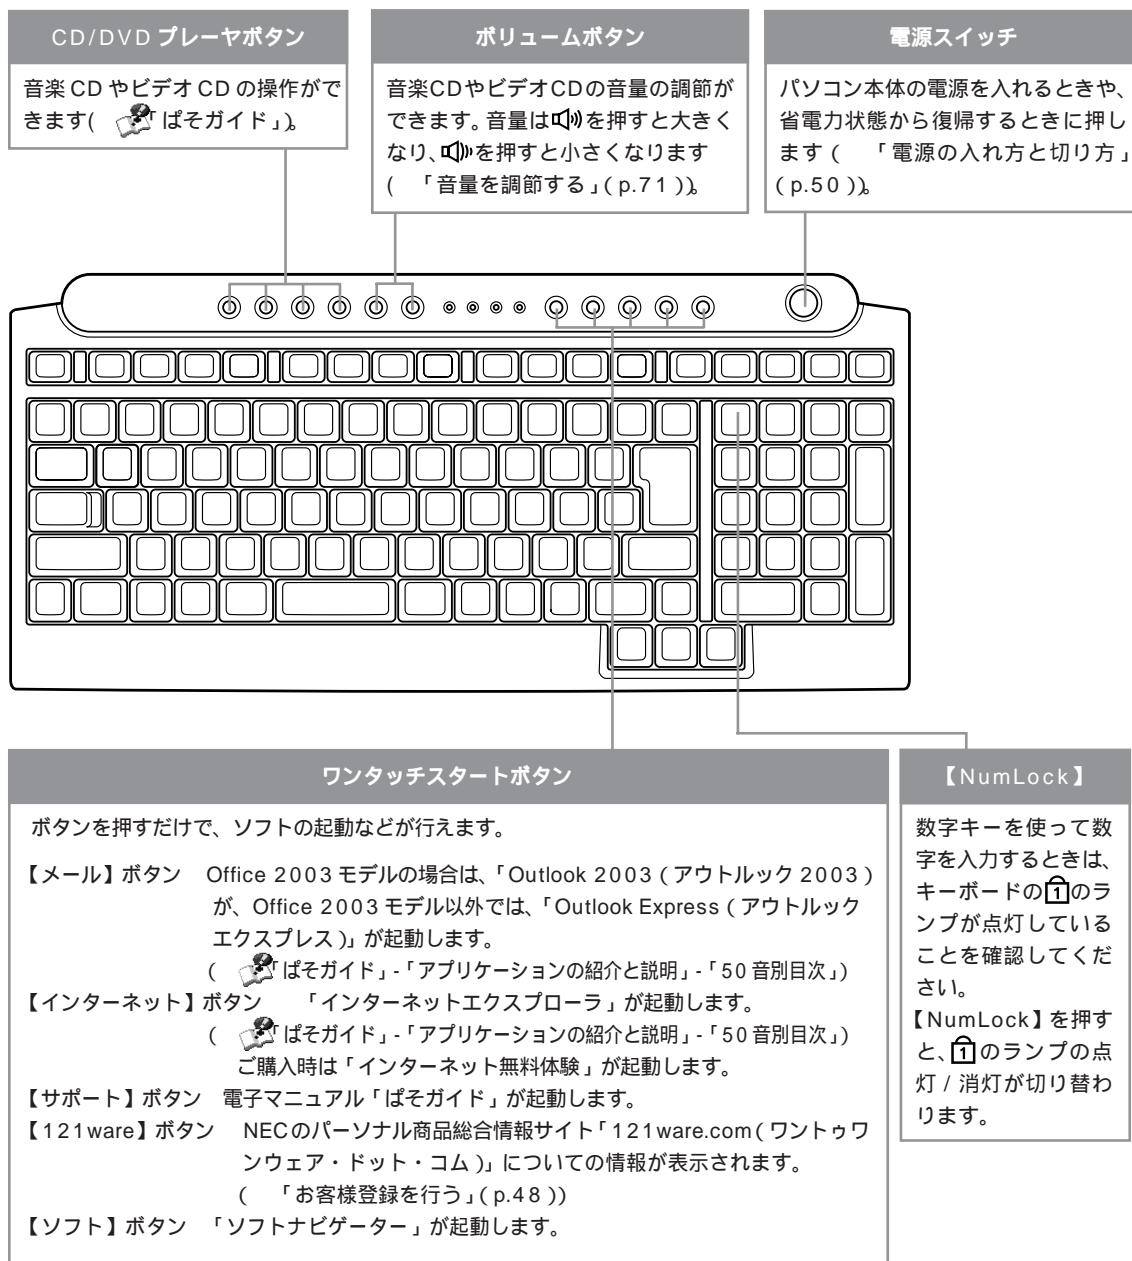 CD/DVD プレーヤボタン
音楽 CD やビデオ CD の操作がで
きます( 「ぱそガイド」)。
ボリュームボタン
音楽CDやビデオCDの音量の調節が
できます。音量は を押すと大きく
なり、 を押すと小さくなります
( 「音量を調節する」(p.71))。
電源スイッチ
パソコン本体の電源を入れるときや、
省電力状態から復帰するときに押し
ます( 「電源の入れ方と切り方」
(p.50))。
ワンタッチスタートボタン
ボタンを押すだけで、ソフトの起動などが行えます。
【メール】ボタン Office 2003 モデルの場合は、「Outlook 2003(アウトルック 2003)
が、Office 2003 モデル以外では、「Outlook Express(アウトルック
エクスプレス)」が起動します。
( 「ぱそガイド」-「アプリケーションの紹介と説明」-「50 音別目次」)
【インターネット】ボタン 「インターネットエクスプローラ」が起動します。
( 「ぱそガイド」-「アプリケーションの紹介と説明」-「50 音別目次」)
ご購入時は「インターネット無料体験」が起動します。
【サポート】ボタン 電子マニュアル「ぱそガイド」が起動します。
【121ware】ボタン NECのパーソナル商品総合情報サイト「121ware.com(ワントゥワ
ンウェア・ドット・コム)」についての情報が表示されます。
( 「お客様登録を行う」(p.48))
【ソフト】ボタン 「ソフトナビゲーター」が起動します。
【NumLock】
数字キーを使って数
字を入力するときは、
キーボードの1のラ
ンプが点灯している
ことを確認してくだ
さい。
【NumLock】を押す
と、1のランプの点
灯 / 消灯が切り替わ
ります。